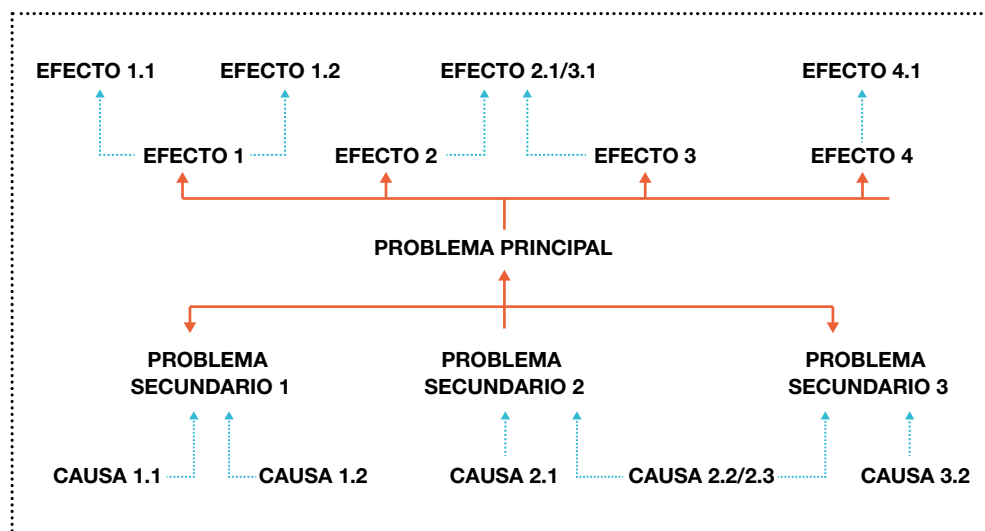 EFECTO 1.1 EFECTO 1.2 EFECTO 2.1/3.1 EFECTO 4.1
EFECTO 1 EFECTO 2 EFECTO 3 EFECTO 4
PROBLEMA PRINCIPAL
PROBLEMA PROBLEMA PROBLEMA
SECUNDARIO 1 SECUNDARIO 2 SECUNDARIO 3
CAUSA 1.1 CAUSA 1.2 CAUSA 2.1 CAUSA 2.2/2.3 CAUSA 3.2